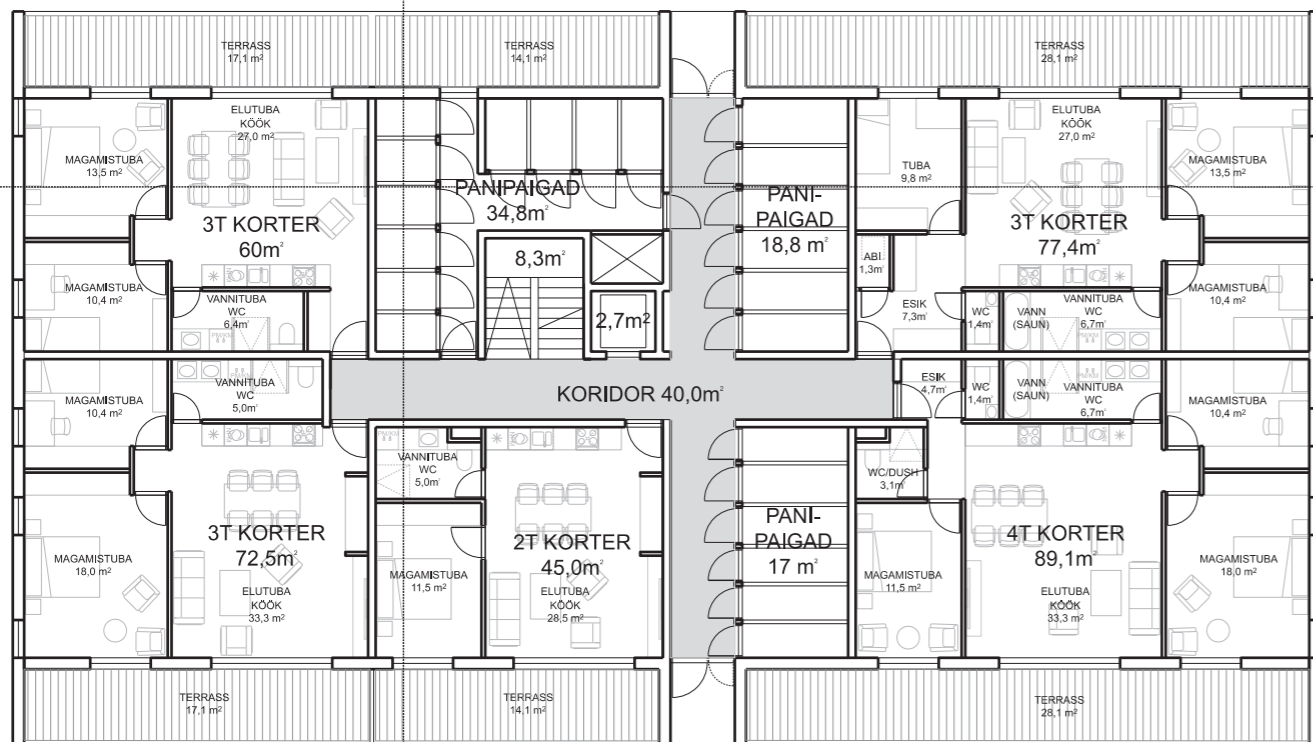 TERRASS
17,1 m²
TERRASS
14,1 m²
TERRASS
28,1 m²
MAGAMISTUBA
13,5 m²
ELUTUBA
KÖÖK
27,0 m²
3T KORTER
60m²
MAGAMISTUBA
10,4 m²
VANNITUBA
WC
6,4m²
PANIPAIGAD
34,8m²
8,3m²
2,7m²
PANI-
PAIGAD
18,8 m²
TUBA
9,8 m²
ABI
1,3m²
ESIK
7,3m²
ELUTUBA
KÖÖK
27,0 m²
3T KORTER
77,4m²
MAGAMISTUBA
13,5 m²
MAGAMISTUBA
10,4 m²
WC
1,4m²
VANN
(SAUN)
VANNITUBA
WC
6,7m²
KORIDOR 40,0m²
MAGAMISTUBA
10,4 m²
VANNITUBA
WC
5,0m²
MAGAMISTUBA
18,0 m²
3T KORTER
72,5m²
ELUTUBA
KÖÖK
33,3 m²
VANNITUBA
WC
5,0m²
MAGAMISTUBA
11,5 m²
2T KORTER
45,0m²
ELUTUBA
KÖÖK
28,5 m²
PANI-
PAIGAD
17 m²
ESIK
4,7m²
WC
1,4m²
VANN
(SAUN)
VANNITUBA
WC
6,7m²
MAGAMISTUBA
10,4 m²
WC/DUSH
3,1m²
MAGAMISTUBA
11,5 m²
4T KORTER
89,1m²
ELUTUBA
KÖÖK
33,3 m²
MAGAMISTUBA
18,0 m²
TERRASS
17,1 m²
TERRASS
14,1 m²
TERRASS
28,1 m²